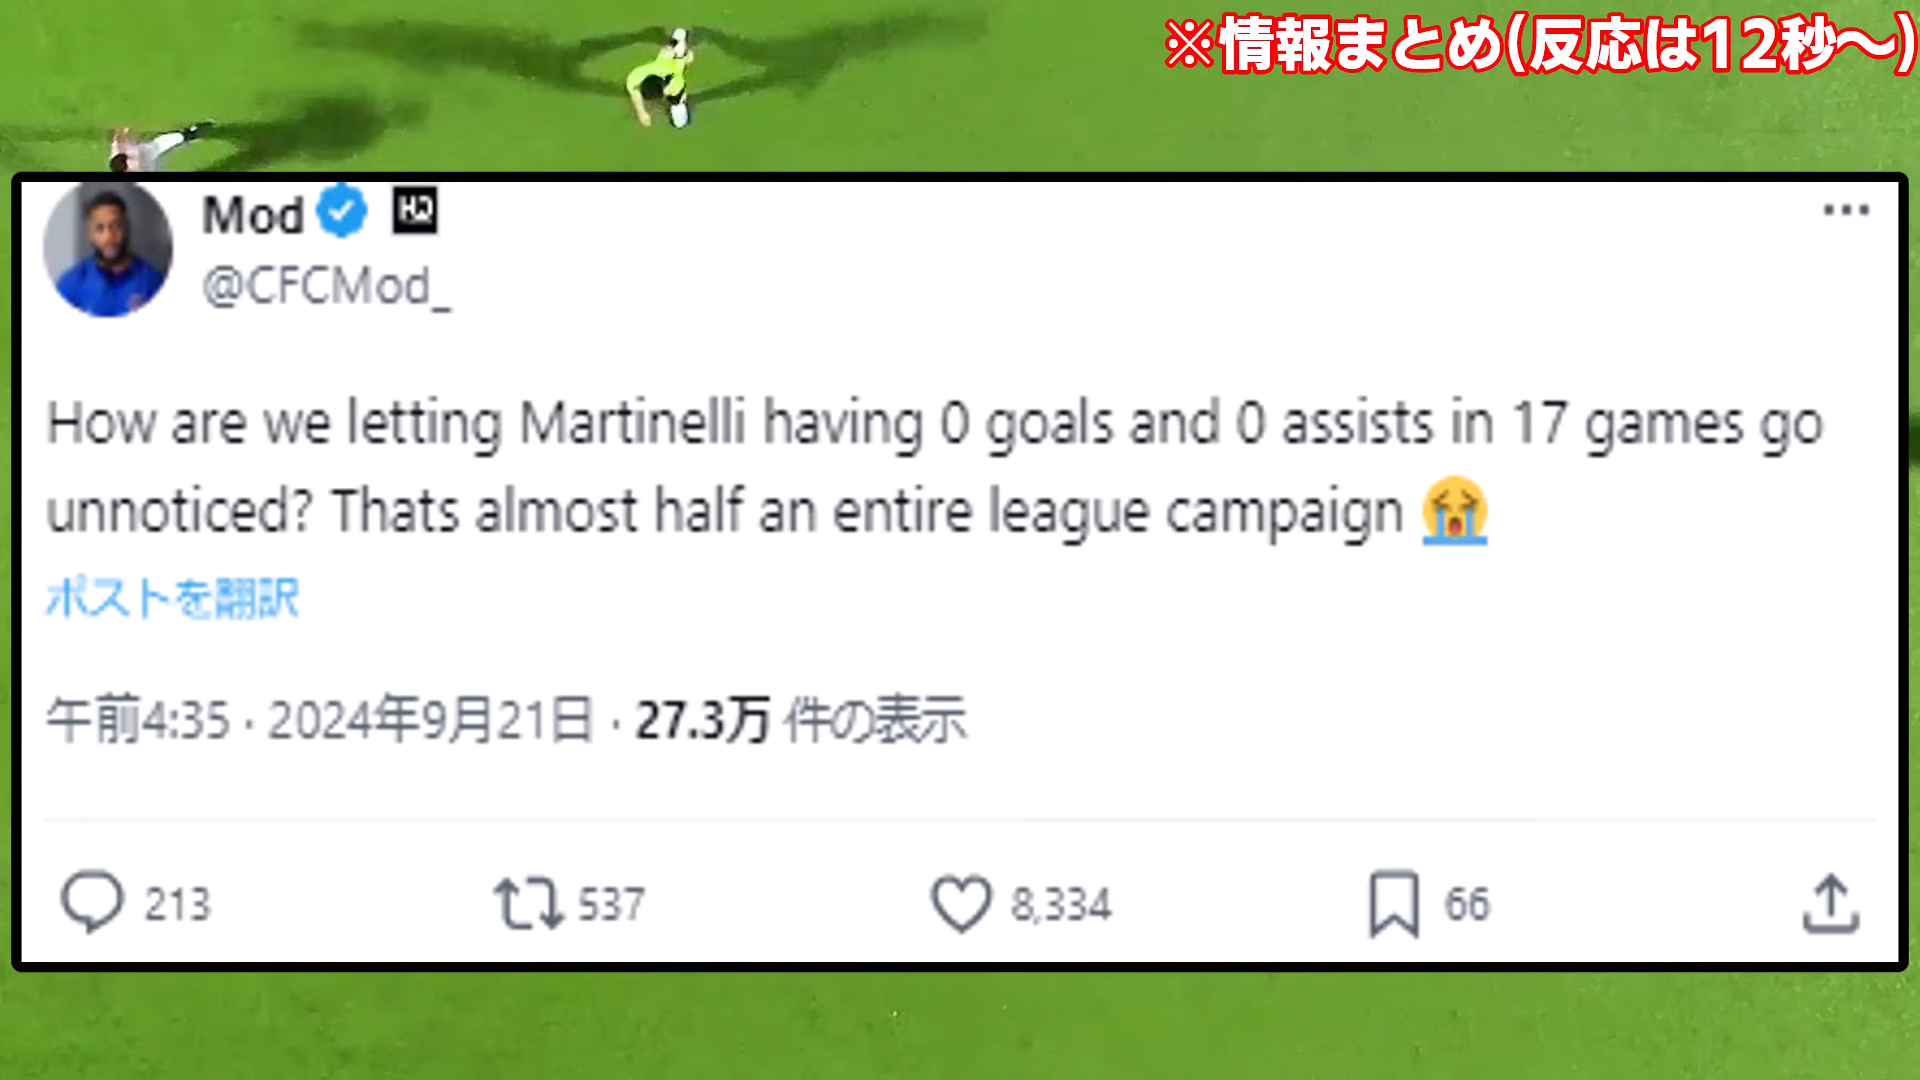 ※情報まとめ(反応は12秒～)
Mod HQ
@CFCMod_
How are we letting Martinelli having 0 goals and 0 assists in 17 games go
unnoticed? Thats almost half an entire league campaign 😭
ポストを翻訳
午前4:35 · 2024年9月21日 · 27.3万 件の表示
213 537 8,334 66